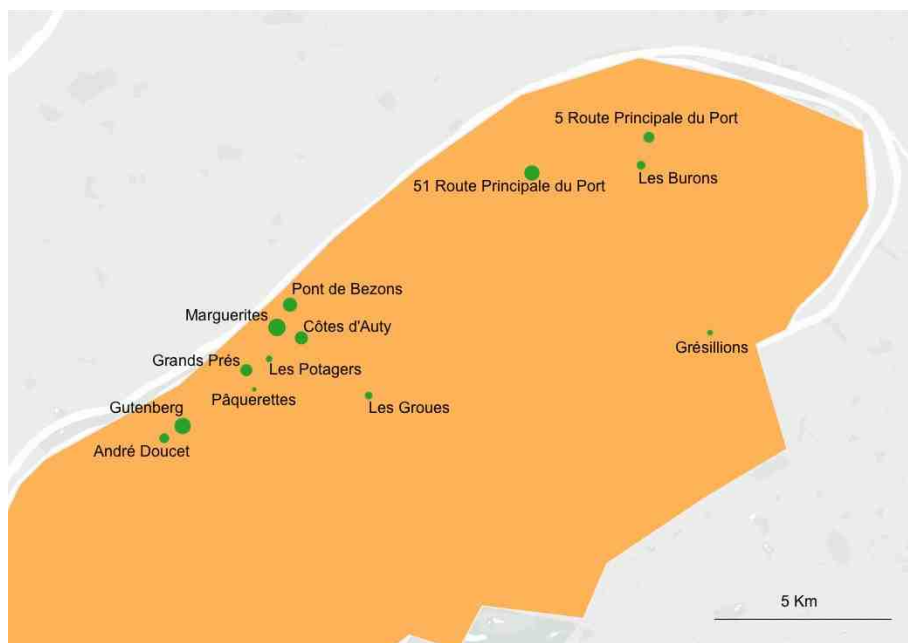 5 Route Principale du Port
51 Route Principale du Port
Les Burons
Pont de Bezons
Marguerites
Côtes d'Auty
Grésillions
Grands Prés
Les Potagers
Pâquerettes
Les Groues
Gutenberg
André Doucet
5 Km